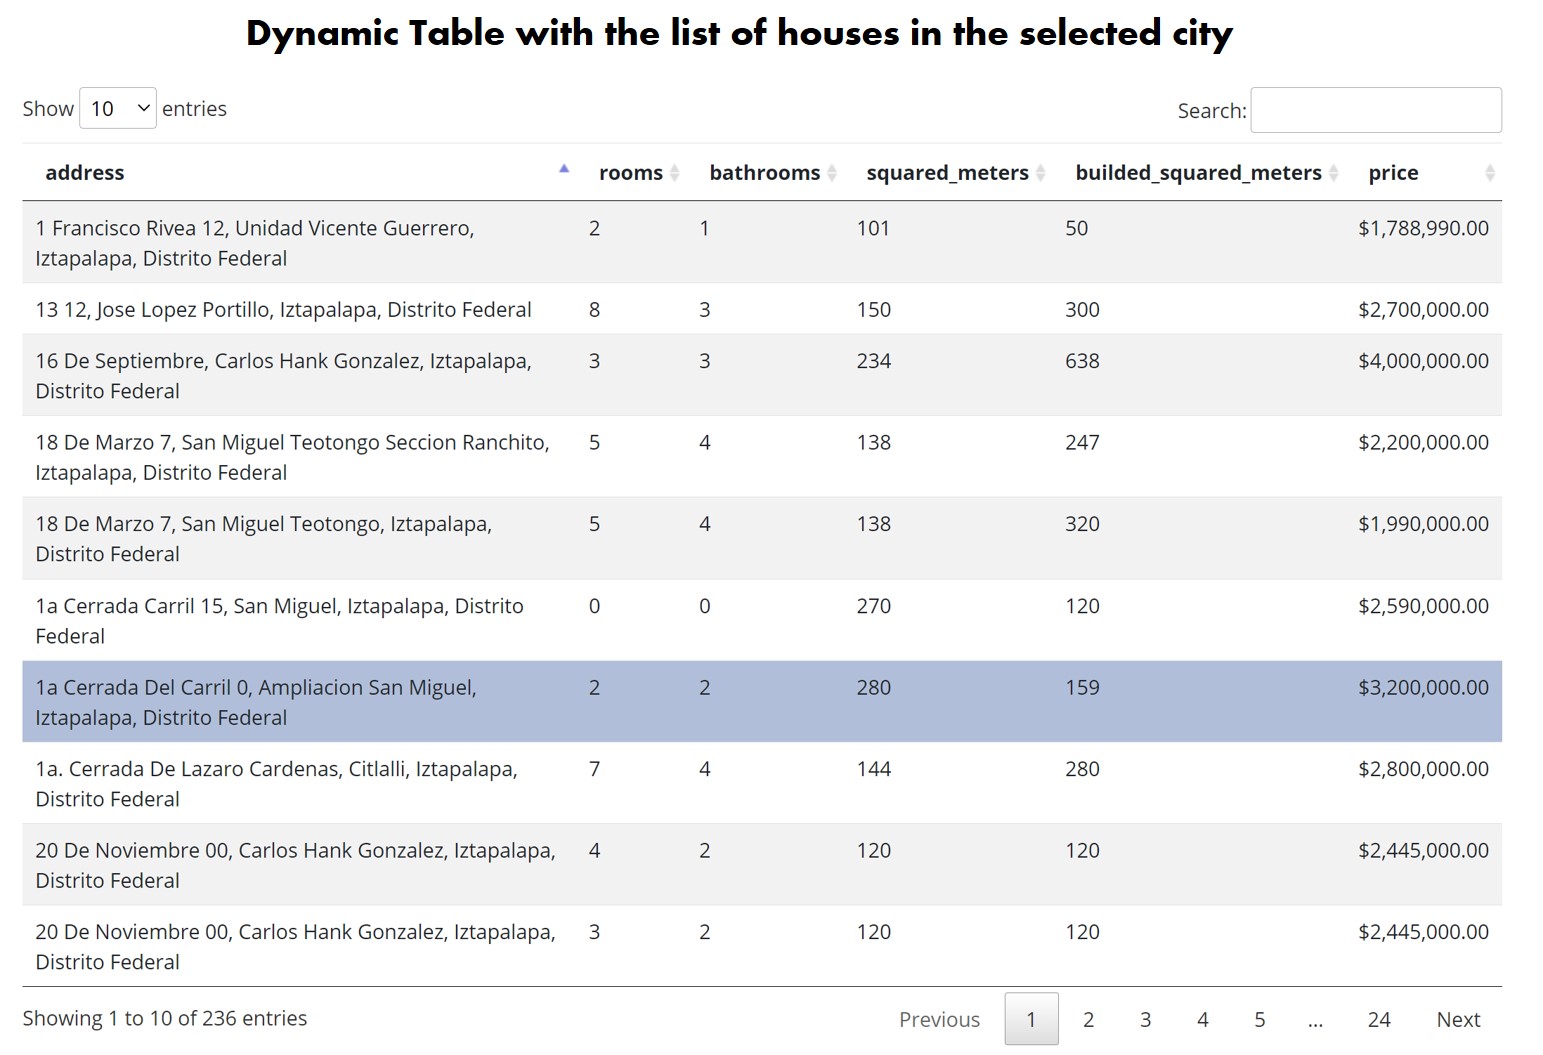 Dynamic Table with the list of houses in the selected city
Show 10 entries
Search:
address rooms bathrooms squared_meters builded_squared_meters price
1 Francisco Rivea 12, Unidad Vicente Guerrero, 2 1 101 50 $1,788,990.00
Iztapalapa, Distrito Federal
13 12, Jose Lopez Portillo, Iztapalapa, Distrito Federal 8 3 150 300 $2,700,000.00
16 De Septiembre, Carlos Hank Gonzalez, Iztapalapa, 3 3 234 638 $4,000,000.00
Distrito Federal
18 De Marzo 7, San Miguel Teotongo Seccion Ranchito, 5 4 138 247 $2,200,000.00
Iztapalapa, Distrito Federal
18 De Marzo 7, San Miguel Teotongo, Iztapalapa, 5 4 138 320 $1,990,000.00
Distrito Federal
1a Cerrada Carril 15, San Miguel, Iztapalapa, Distrito 0 0 270 120 $2,590,000.00
Federal
1a Cerrada Del Carril 0, Ampliacion San Miguel, 2 2 280 159 $3,200,000.00
Iztapalapa, Distrito Federal
1a. Cerrada De Lazaro Cardenas, Citlalli, Iztapalapa, 7 4 144 280 $2,800,000.00
Distrito Federal
20 De Noviembre 00, Carlos Hank Gonzalez, Iztapalapa, 4 2 120 120 $2,445,000.00
Distrito Federal
20 De Noviembre 00, Carlos Hank Gonzalez, Iztapalapa, 3 2 120 120 $2,445,000.00
Distrito Federal
Showing 1 to 10 of 236 entries
Previous 1 2 3 4 5 ... 24 Next